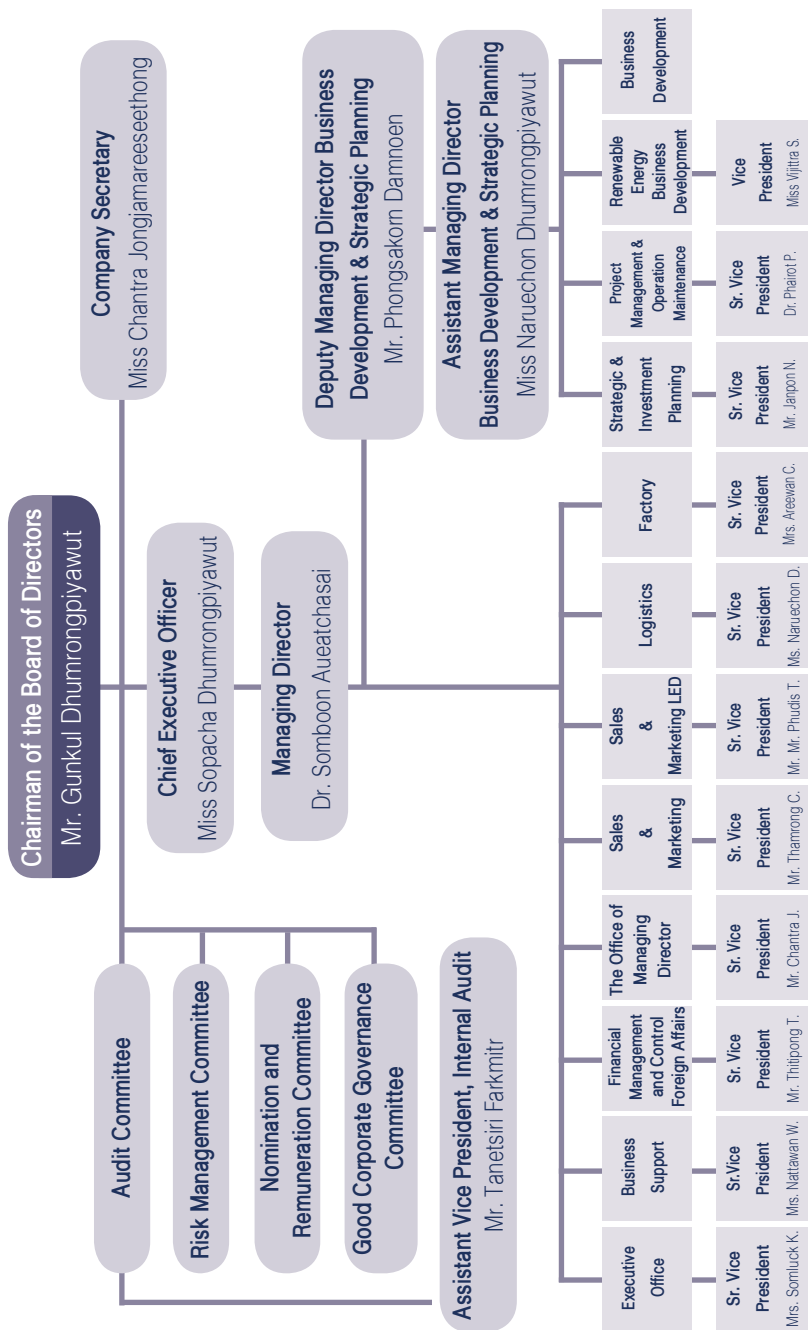 Chairman of the Board of Directors
Mr. Gunkul Dhumrongpiyawut
Company Secretary
Miss Chantra Jongjamareeseethong
Chief Executive Officer
Miss Sopacha Dhumrongpiyawut
Managing Director
Dr. Somboon Aueatchasai
Audit Committee
Risk Management Committee
Nomination and
Remuneration Committee
Good Corporate Governance
Committee
Assistant Vice President, Internal Audit
Mr. Tanetsiri Farkmitr
Deputy Managing Director Business
Development & Strategic Planning
Mr. Phongsakorn Damnoen
Assistant Managing Director
Business Development & Strategic Planning
Miss Naruechon Dhumrongpiyawut
Executive
Office
Sr. Vice
President
Mrs. Somluck K.
Business
Support
Sr.Vice
Prsident
Mrs. Nattawan W.
Financial
Management
and Control
Foreign Affairs
Sr. Vice
President
Mr. Thitipong T.
The Office of
Managing
Director
Sr. Vice
President
Mr. Chantra J.
Sales
&
Marketing
Sr. Vice
President
Mr. Thamrong C.
Sales
&
Marketing LED
Sr. Vice
President
Mr. Mr. Phudis T.
Logistics
Sr. Vice
President
Ms. Naruechon D.
Factory
Sr. Vice
President
Mrs. Areewan C.
Strategic &
Investment
Planning
Sr. Vice
President
Mr. Janpon N.
Project
Management &
Operation
Maintenance
Sr. Vice
President
Dr. Phairot P.
Renewable
Energy
Business
Development
Vice
President
Miss Vijittra S.
Business
Development